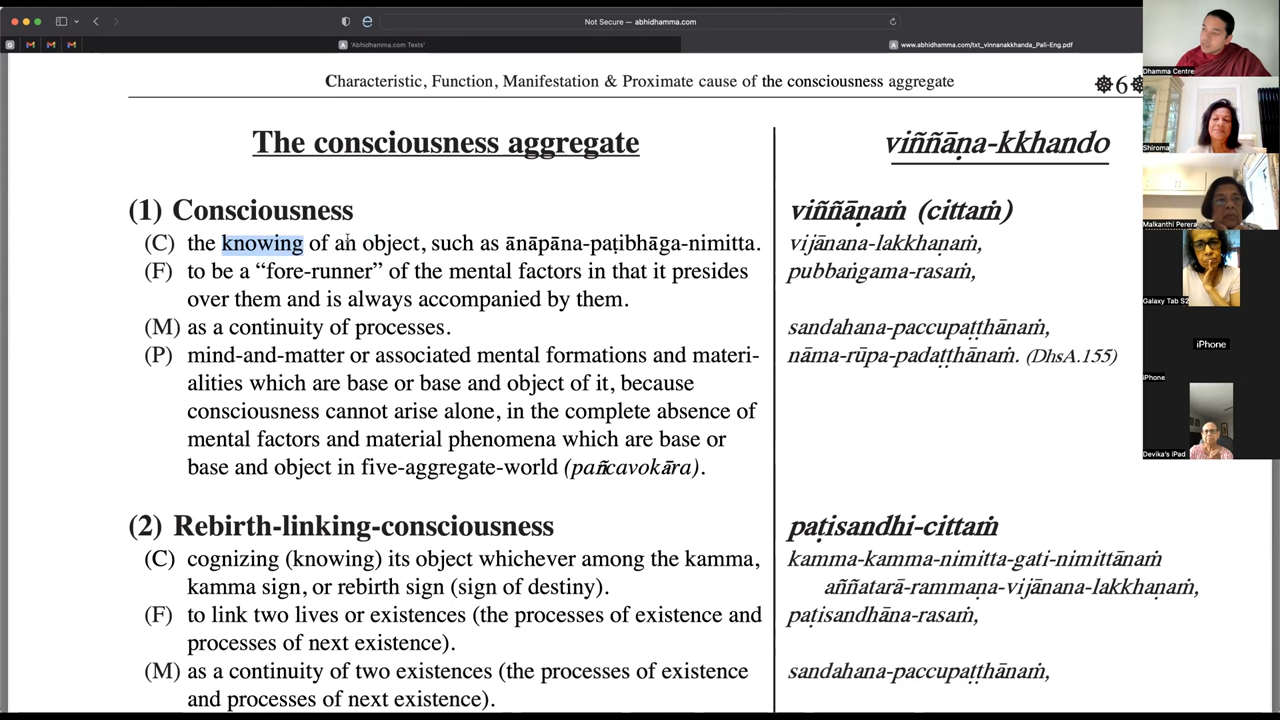 Not Secure — abhidhamma.com
'Abhidhamma.com Texts'
www.abhidhamma.com/txt_vinnanakkhanda_Pali-Eng.pdf
Characteristic, Function, Manifestation & Proximate cause of the consciousness aggregate
6
The consciousness aggregate
(1) Consciousness
(C) the knowing of an object, such as ānāpāna-paṭibhāga-nimitta.
(F) to be a “fore-runner” of the mental factors in that it presides
over them and is always accompanied by them.
(M) as a continuity of processes.
(P) mind-and-matter or associated mental formations and materi-
alities which are base or base and object of it, because
consciousness cannot arise alone, in the complete absence of
mental factors and material phenomena which are base or
base and object in five-aggregate-world (pañcavokāra).
(2) Rebirth-linking-consciousness
(C) cognizing (knowing) its object whichever among the kamma,
kamma sign, or rebirth sign (sign of destiny).
(F) to link two lives or existences (the processes of existence and
processes of next existence).
(M) as a continuity of two existences (the processes of existence
and processes of next existence).
viññāṇa-kkhando
viññāṇaṁ (cittaṁ)
vijānana-lakkhaṇaṁ,
pubbaṅgama-rasaṁ,
sandahana-paccupaṭṭhānaṁ,
nāma-rūpa-padaṭṭhānaṁ. (DhsA.155)
paṭisandhi-cittaṁ
kamma-kamma-nimitta-gati-nimittānaṁ
aññatarā-rammaṇa-vijānana-lakkhaṇaṁ,
paṭisandhāna-rasaṁ,
sandahana-paccupaṭṭhānaṁ,
Dhamma Centre
Shiroma
Malkanthi Perera
Galaxy Tab S2
iPhone
iPhone
Devika's iPad